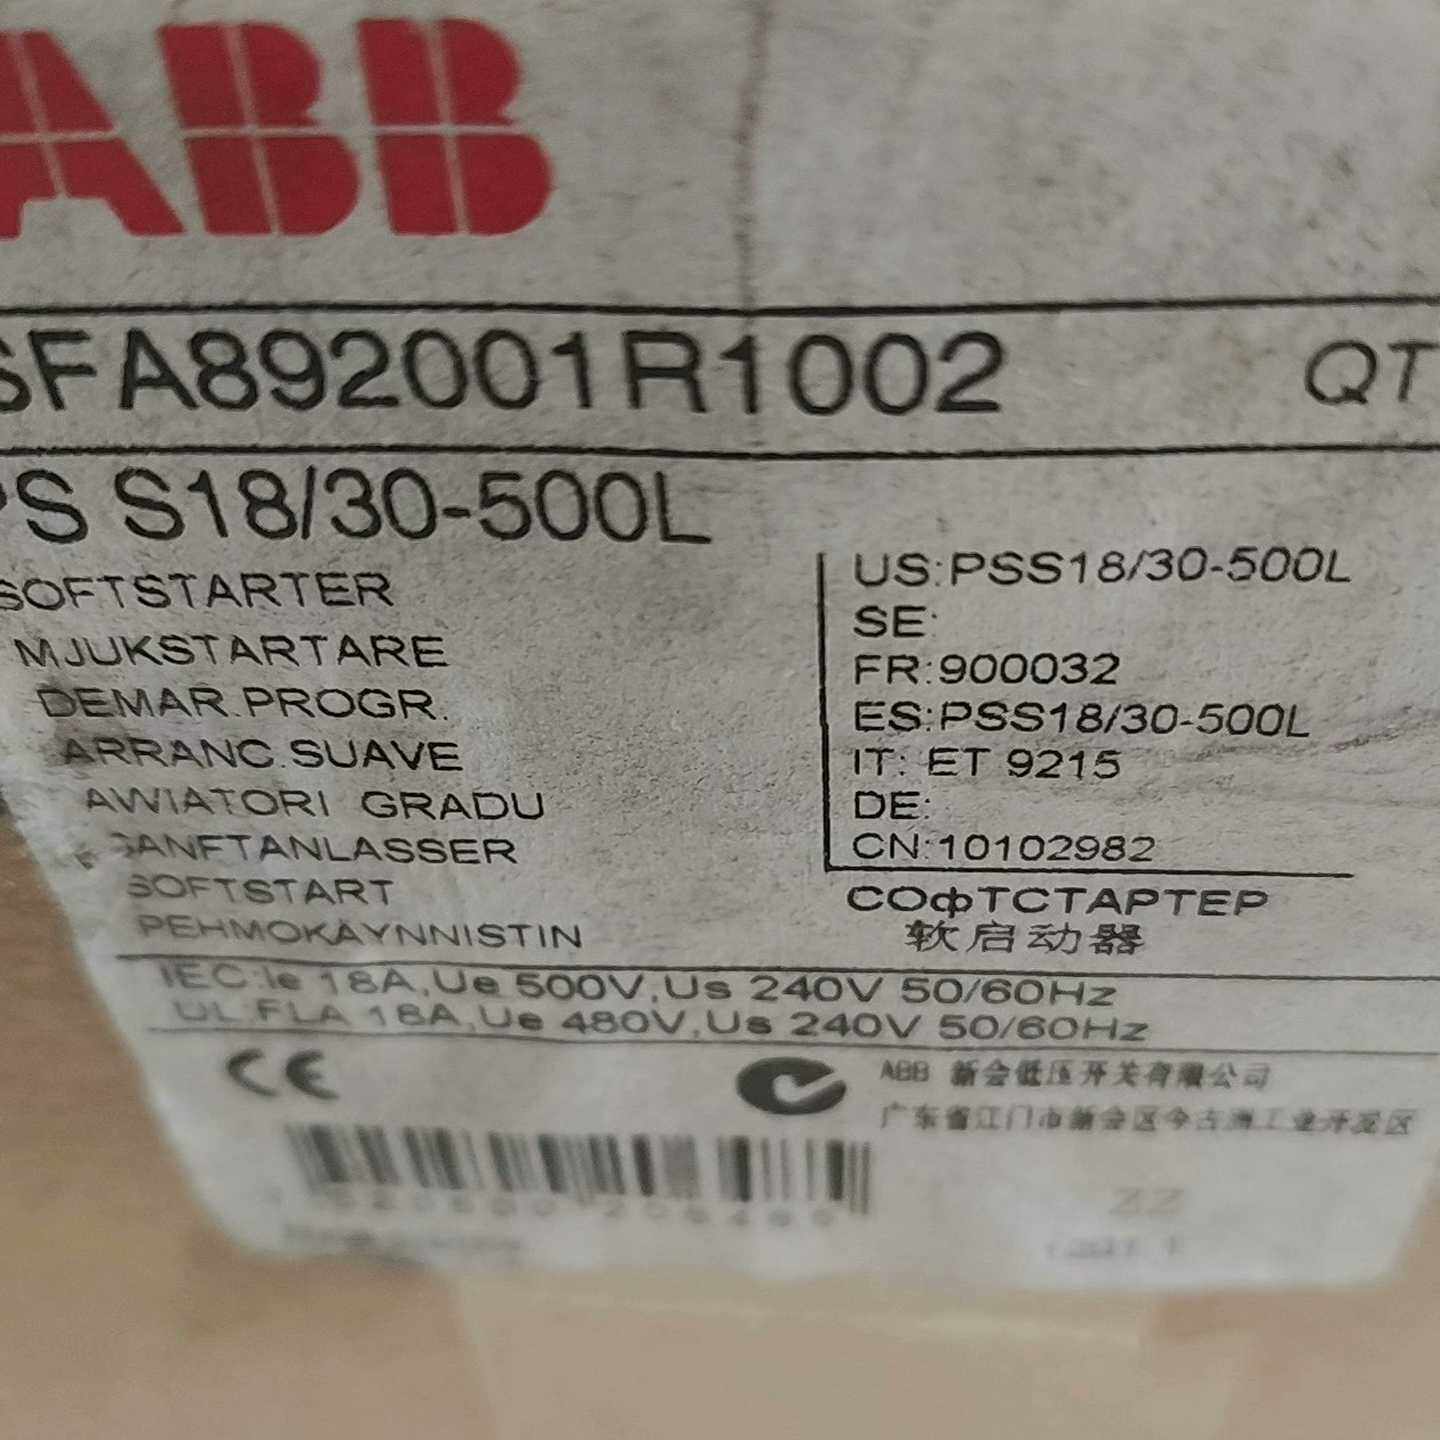 ABB
SFA892001R1002 QT
PS S18/30-500L
SOFTSTARTER
MJUKSTARTARE
DEMAR.PROGR.
ARRANC.SUAVE
AWIATORI GRADU
SANFTANLASSER
SOFTSTART
PEHMOKÄYNNISTIN
US:PSS18/30-500L
SE:
FR:900032
ES:PSS18/30-500L
IT: ET 9215
DE:
CN:10102982
СОфТСТАРТЕР
软启动器
IEC:Ie 18A,Ue 500V,Us 240V 50/60Hz
UL:FLA 18A,Ue 480V,Us 240V 50/60Hz
CE
ABB 新会低压开关有限公司
广东省江门市新会区今古洲工业开发区